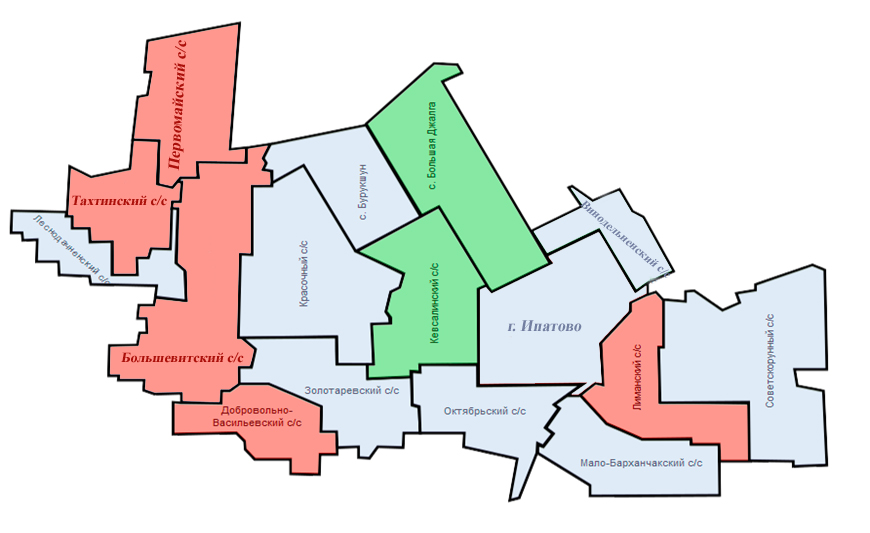 Первомайский с/с
с. Большая Джалга
с. Бурукшун
Тахтинский с/с
Винодельненский с/с
Леснодачненский с/с
Красочный с/с
Кевсалинский с/с
г. Ипатово
Большевитский с/с
Лиманский с/с
Советскорунный с/с
Золотаревский с/с
Добровольно-
Васильевский с/с
Октябрьский с/с
Мало-Барханчакский с/с